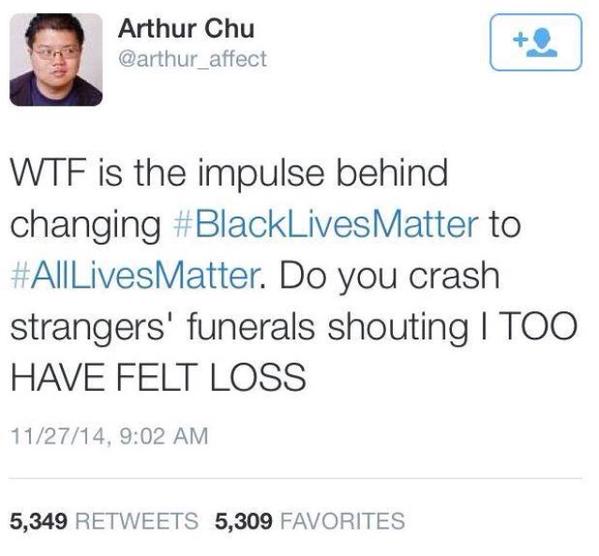 Arthur Chu
@arthur_affect
WTF is the impulse behind
changing #BlackLivesMatter to
#AllLivesMatter. Do you crash
strangers' funerals shouting I TOO
HAVE FELT LOSS
11/27/14, 9:02 AM
5,349 RETWEETS 5,309 FAVORITES